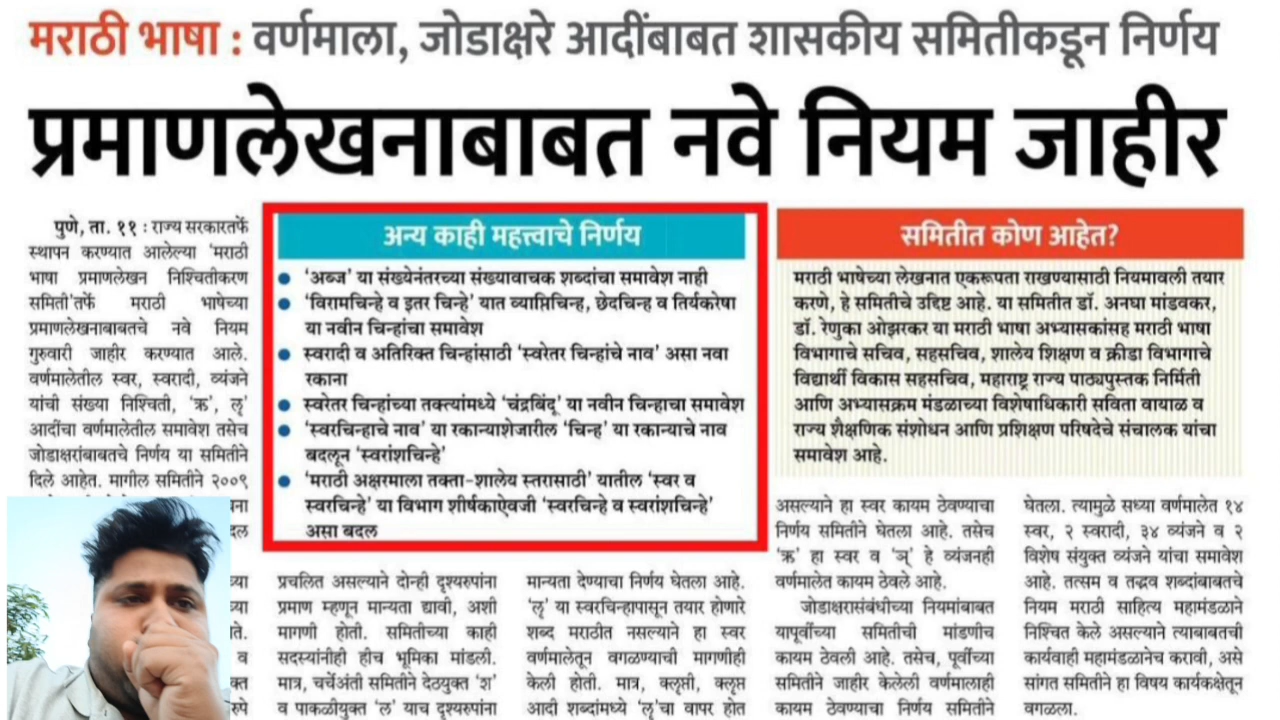 मराठी भाषा : वर्णमाला, जोडाक्षरे आदींबाबत शासकीय समितीकडून निर्णय
प्रमाणलेखनाबाबत नवे नियम जाहीर
पुणे, ता. ११ : राज्य सरकारतर्फे
स्थापन करण्यात आलेल्या 'मराठी
भाषा प्रमाणलेखन निश्चितीकरण
समिती'तर्फे मराठी भाषेच्या
प्रमाणलेखनाबाबतचे नवे नियम
गुरुवारी जाहीर करण्यात आले.
वर्णमालेतील स्वर, स्वरादी, व्यंजने
यांची संख्या निश्चिती, 'ऋ', लृ'
आदींचा वर्णमालेतील समावेश तसेच
जोडाक्षरांबाबतचे निर्णय या समितीने
दिले आहेत. मागील समितीने २००९
अन्य काही महत्त्वाचे निर्णय
● 'अब्ज' या संख्येनंतरच्या संख्यावाचक शब्दांचा समावेश नाही
● 'विरामचिन्हे व इतर चिन्हे' यात व्याप्तिचिन्ह, छेदचिन्ह व तिर्यकरेषा
या नवीन चिन्हांचा समावेश
● स्वरादी व अतिरिक्त चिन्हांसाठी 'स्वरेतर चिन्हांचे नाव' असा नवा
रकाना
● स्वरेतर चिन्हांच्या तक्त्यांमध्ये 'चंद्रबिंदू' या नवीन चिन्हाचा समावेश
● 'स्वरचिन्हाचे नाव' या रकान्याशेजारील 'चिन्ह' या रकान्याचे नाव
बदलून 'स्वरांशचिन्हे'
● 'मराठी अक्षरमाला तक्ता-शालेय स्तरासाठी' यातील 'स्वर व
स्वरचिन्हे' या विभाग शीर्षकाऐवजी 'स्वरचिन्हे व स्वरांशचिन्हे'
असा बदल
समितीत कोण आहेत?
मराठी भाषेच्या लेखनात एकरूपता राखण्यासाठी नियमावली तयार
करणे, हे समितीचे उद्दिष्ट आहे. या समितीत डॉ. अनघा मांडवकर,
डॉ. रेणुका ओझरकर या मराठी भाषा अभ्यासकांसह मराठी भाषा
विभागाचे सचिव, सहसचिव, शालेय शिक्षण व क्रीडा विभागाचे
विद्यार्थी विकास सहसचिव, महाराष्ट्र राज्य पाठ्यपुस्तक निर्मिती
आणि अभ्यासक्रम मंडळाच्या विशेषाधिकारी सविता वायाळ व
राज्य शैक्षणिक संशोधन आणि प्रशिक्षण परिषदेचे संचालक यांचा
समावेश आहे.
प्रचलित असल्याने दोन्ही दृश्यरुपांना
प्रमाण म्हणून मान्यता द्यावी, अशी
मागणी होती. समितीच्या काही
सदस्यांनीही हीच भूमिका मांडली.
मात्र, चर्चेअंती समितीने देठयुक्त 'श'
व पाकळीयुक्त 'ल' याच दृश्यरुपांना
मान्यता देण्याचा निर्णय घेतला आहे.
'लृ' या स्वरचिन्हापासून तयार होणारे
शब्द मराठीत नसल्याने हा स्वर
वर्णमालेतून वगळण्याची मागणीही
केली होती. मात्र, क्लृप्ती, क्लृप्त
आदी शब्दांमध्ये 'लृ'चा वापर होत
असल्याने हा स्वर कायम ठेवण्याचा
निर्णय समितीने घेतला आहे. तसेच
'ऋ' हा स्वर व 'ञ्' हे व्यंजनही
वर्णमालेत कायम ठेवले आहे.
जोडाक्षरासंबंधीच्या नियमांबाबत
यापूर्वीच्या समितीची मांडणीच
कायम ठेवली आहे. तसेच, पूर्वीच्या
समितीने जाहीर केलेली वर्णमालाही
कायम ठेवण्याचा निर्णय समितीने
घेतला. त्यामुळे सध्या वर्णमालेत १४
स्वर, २ स्वरादी, ३४ व्यंजने व २
विशेष संयुक्त व्यंजने यांचा समावेश
आहे. तत्सम व तद्भव शब्दांबाबतचे
नियम मराठी साहित्य महामंडळाने
निश्चित केले असल्याने त्याबाबतची
कार्यवाही महामंडळानेच करावी, असे
सांगत समितीने हा विषय कार्यकक्षेतून
वगळला.